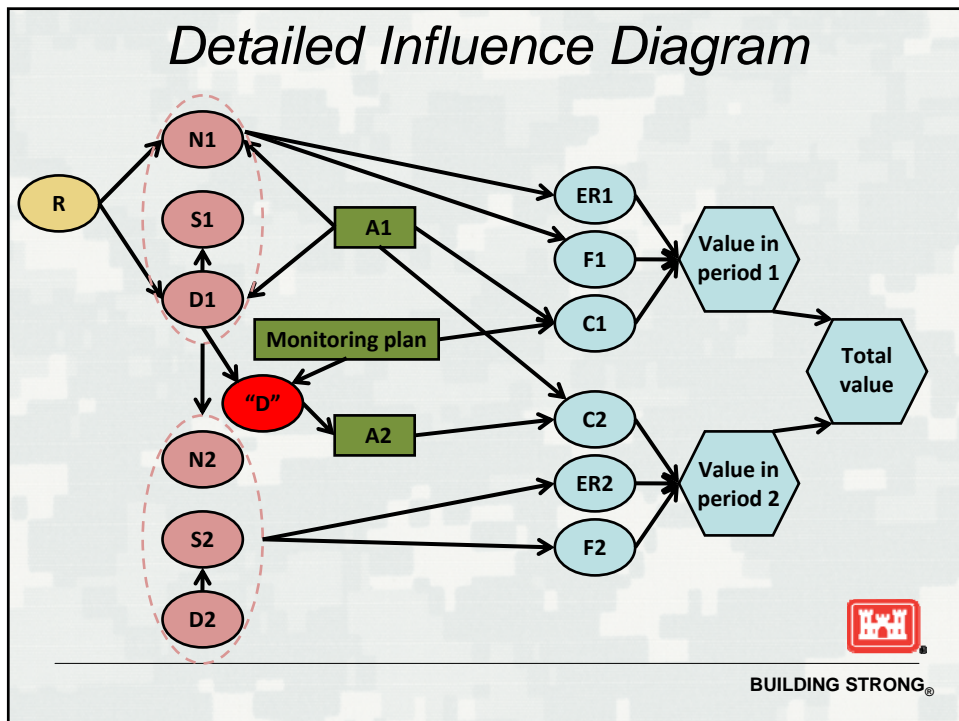 Detailed Influence Diagram
N1
R
S1
D1
A1
Monitoring plan
"D"
A2
N2
S2
D2
ER1
F1
C1
C2
ER2
F2
Value in
period 1
Value in
period 2
Total
value
®
BUILDING STRONG®